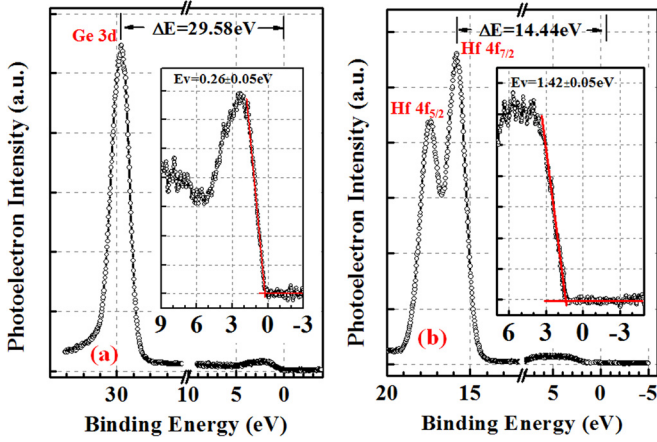 ΔE=29.58eV
Ge 3d
Ev=0.26±0.05eV
9 6 3 0 -3
(a)
30 10 5 0
Binding Energy (eV)
Photoelectron Intensity (a.u.)
ΔE=14.44eV
Hf 4f7/2
Hf 4f5/2
Ev=1.42±0.05eV
6 3 0 -3
(b)
20 15 5 0 -5
Binding Energy (eV)
Photoelectron Intensity (a.u.)